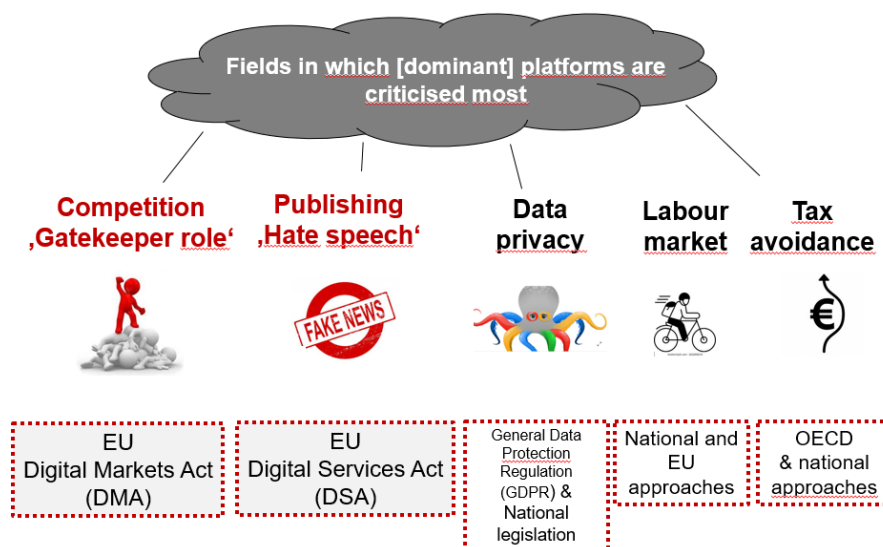 Fields in which [dominant] platforms are
criticised most
Competition
‚Gatekeeper role‘
Publishing
‚Hate speech‘
Data
privacy
Labour
market
Tax
avoidance
FAKE NEWS
€
EU
Digital Markets Act
(DMA)
EU
Digital Services Act
(DSA)
General Data
Protection
Regulation
(GDPR) &
National
legislation
National and
EU
approaches
OECD
& national
approaches